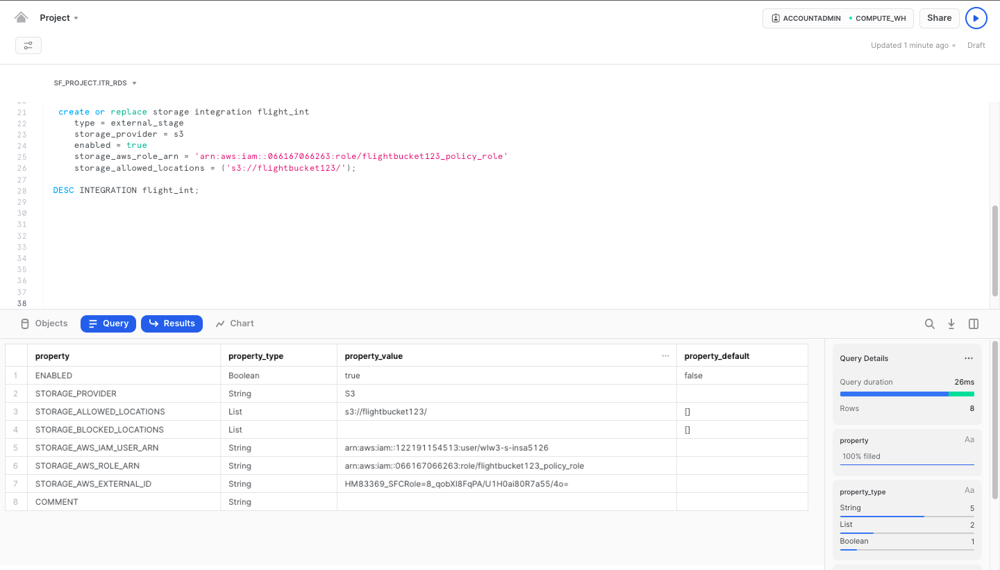 Project
ACCOUNTADMIN COMPUTE_WH
Share
Updated 1 minute ago
Draft
SF_PROJECT.ITR_RDS
20
21 create or replace storage integration flight_int
22 type = external_stage
23 storage_provider = s3
24 enabled = true
25 storage_aws_role_arn = 'arn:aws:iam::066167066263:role/flightbucket123_policy_role'
26 storage_allowed_locations = ('s3://flightbucket123/');
27
28 DESC INTEGRATION flight_int;
29
30
31
32
33
34
35
36
37
38
Objects Query Results Chart
property property_type property_value ... property_default
1 ENABLED Boolean true false
2 STORAGE_PROVIDER String S3
3 STORAGE_ALLOWED_LOCATIONS List s3://flightbucket123/ []
4 STORAGE_BLOCKED_LOCATIONS List []
5 STORAGE_AWS_IAM_USER_ARN String arn:aws:iam::122191154513:user/wlw3-s-insa5126
6 STORAGE_AWS_ROLE_ARN String arn:aws:iam::066167066263:role/flightbucket123_policy_role
7 STORAGE_AWS_EXTERNAL_ID String HM83369_SFCRole=8_qobXI8FqPA/U1H0ai80R7a55/4o=
8 COMMENT String
Query Details ...
Query duration 26ms
Rows 8
property Aa
100% filled
property_type Aa
String 5
List 2
Boolean 1